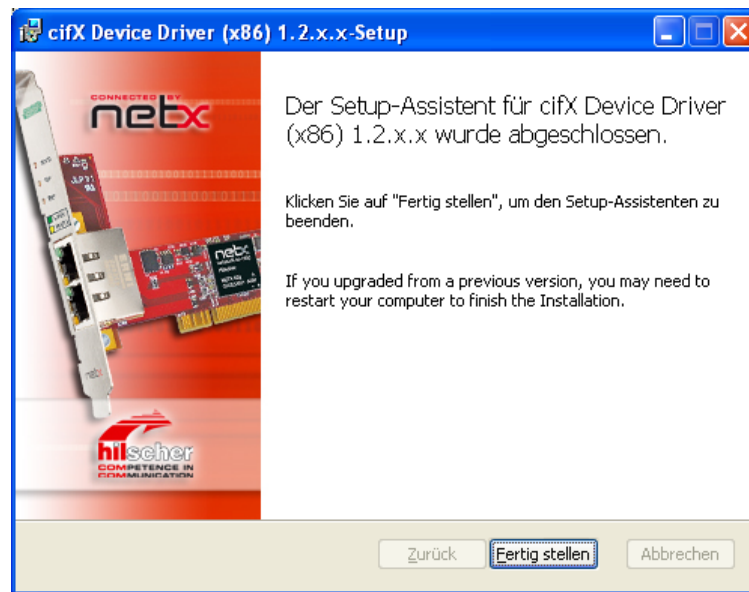 cifX Device Driver (x86) 1.2.x.x-Setup
CONNECTED BY
netx
Der Setup-Assistent für cifX Device Driver
(x86) 1.2.x.x wurde abgeschlossen.
Klicken Sie auf "Fertig stellen", um den Setup-Assistenten zu
beenden.
If you upgraded from a previous version, you may need to
restart your computer to finish the Installation.
netx
netx
hilscher
COMPETENCE IN
COMMUNICATION
Zurück
Fertig stellen
Abbrechen